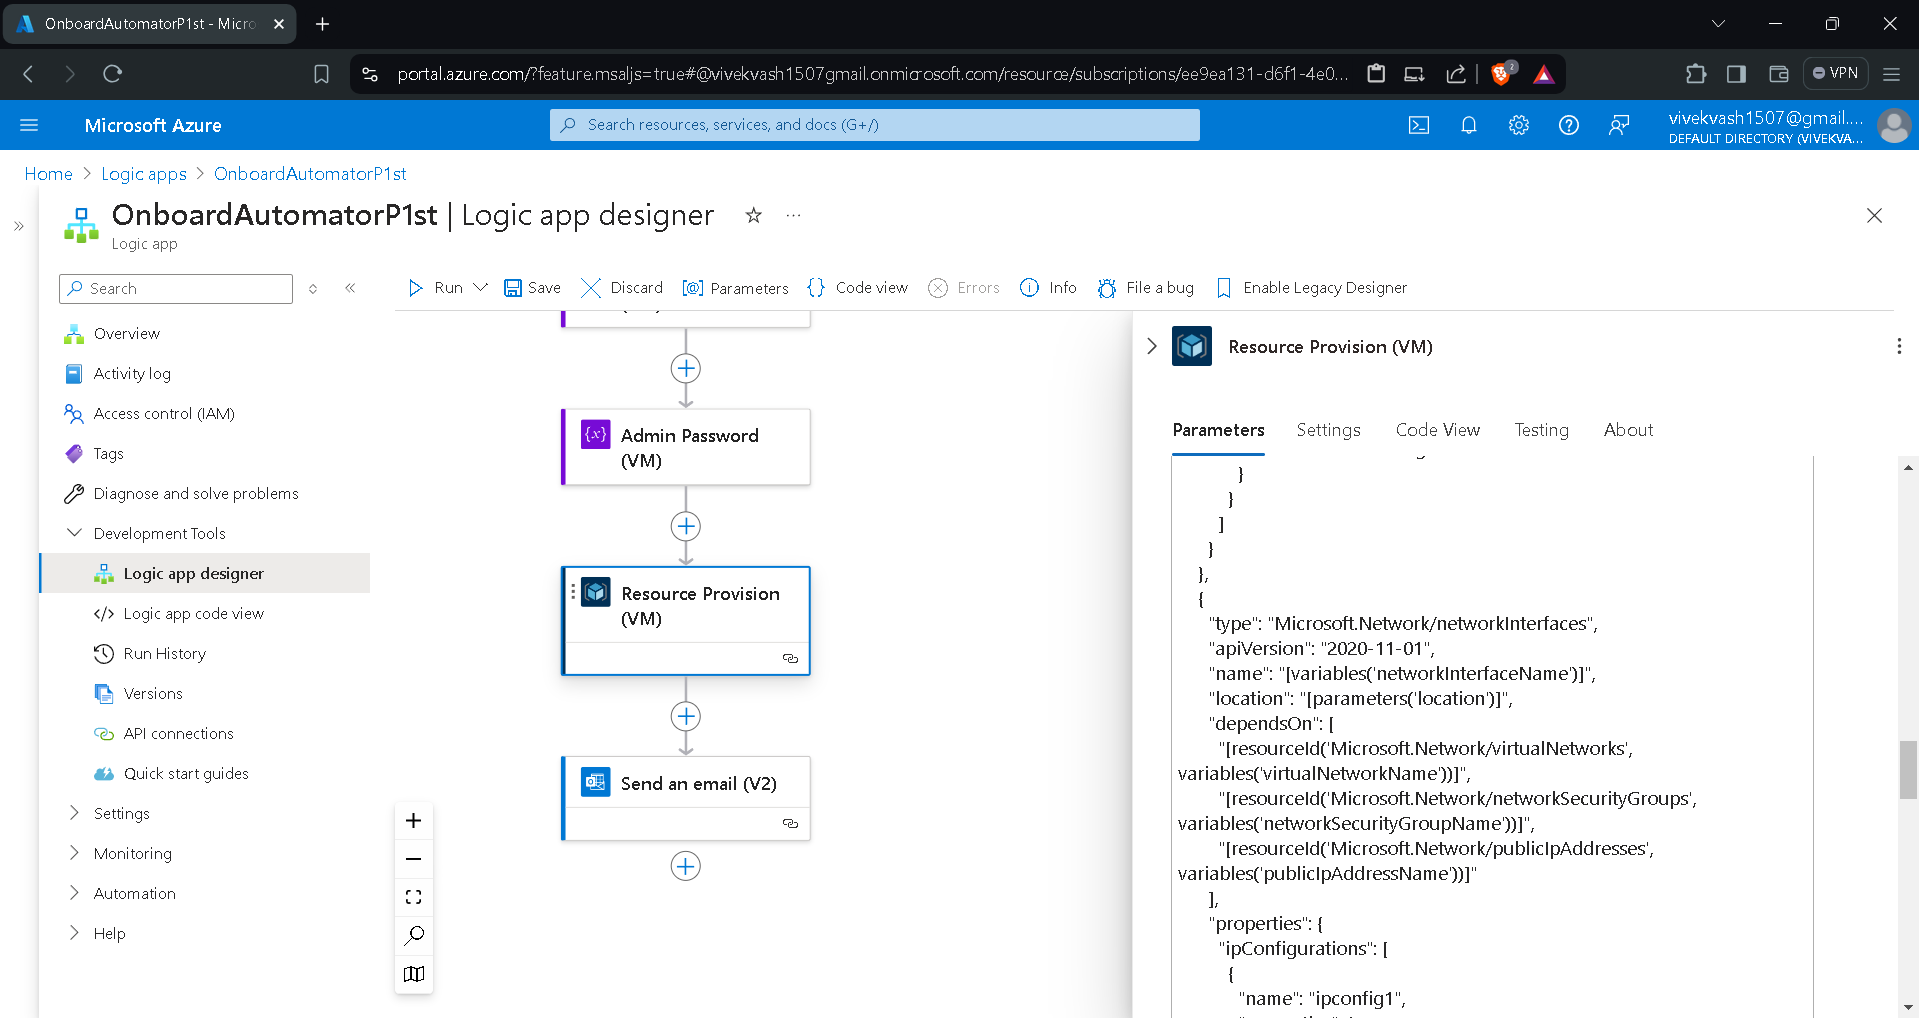 OnboardAutomatorP1st - Micro
portal.azure.com/?feature.msaljs=true#@vivekvash1507gmail.onmicrosoft.com/resource/subscriptions/ee9ea131-d6f1-4e0...
2
VPN
Microsoft Azure
Search resources, services, and docs (G+/)
vivekvash1507@gmail....
DEFAULT DIRECTORY (VIVEKVA...
Home > Logic apps > OnboardAutomatorP1st
OnboardAutomatorP1st | Logic app designer
Logic app
Search
Run
Save
Discard
Parameters
Code view
Errors
Info
File a bug
Enable Legacy Designer
Overview
Activity log
Access control (IAM)
Tags
Diagnose and solve problems
Development Tools
Logic app designer
Logic app code view
Run History
Versions
API connections
Quick start guides
Settings
Monitoring
Automation
Help
Admin Password
(VM)
Resource Provision
(VM)
Send an email (V2)
Resource Provision (VM)
Parameters
Settings
Code View
Testing
About
}
}
]
}
},
{
"type": "Microsoft.Network/networkInterfaces",
"apiVersion": "2020-11-01",
"name": "[variables('networkInterfaceName')]",
"location": "[parameters('location')]",
"dependsOn": [
"[resourceId('Microsoft.Network/virtualNetworks',
variables('virtualNetworkName'))]",
"[resourceId('Microsoft.Network/networkSecurityGroups',
variables('networkSecurityGroupName'))]",
"[resourceId('Microsoft.Network/publicIpAddresses',
variables('publicIpAddressName'))]"
],
"properties": {
"ipConfigurations": [
{
"name": "ipconfig1",